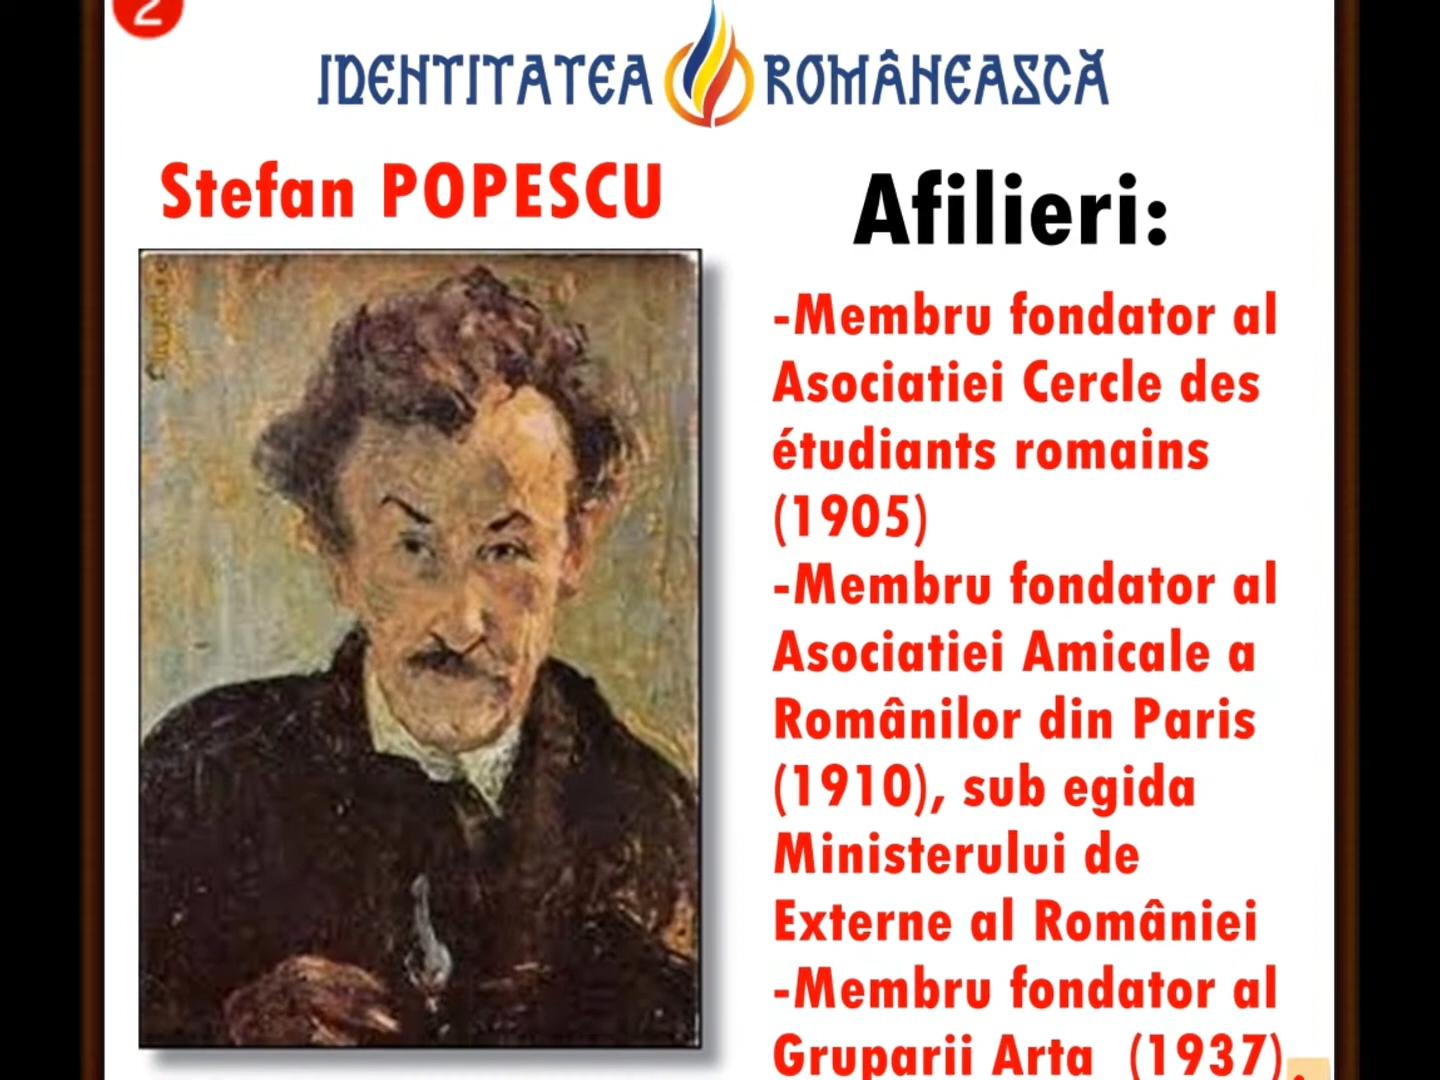 2
IDENTITATEA ROMÂNEASCĂ
Stefan POPESCU
Afilieri:
-Membru fondator al
Asociatiei Cercle des
étudiants romains
(1905)
-Membru fondator al
Asociatiei Amicale a
Românilor din Paris
(1910), sub egida
Ministerului de
Externe al României
-Membru fondator al
Gruparii Arta (1937)